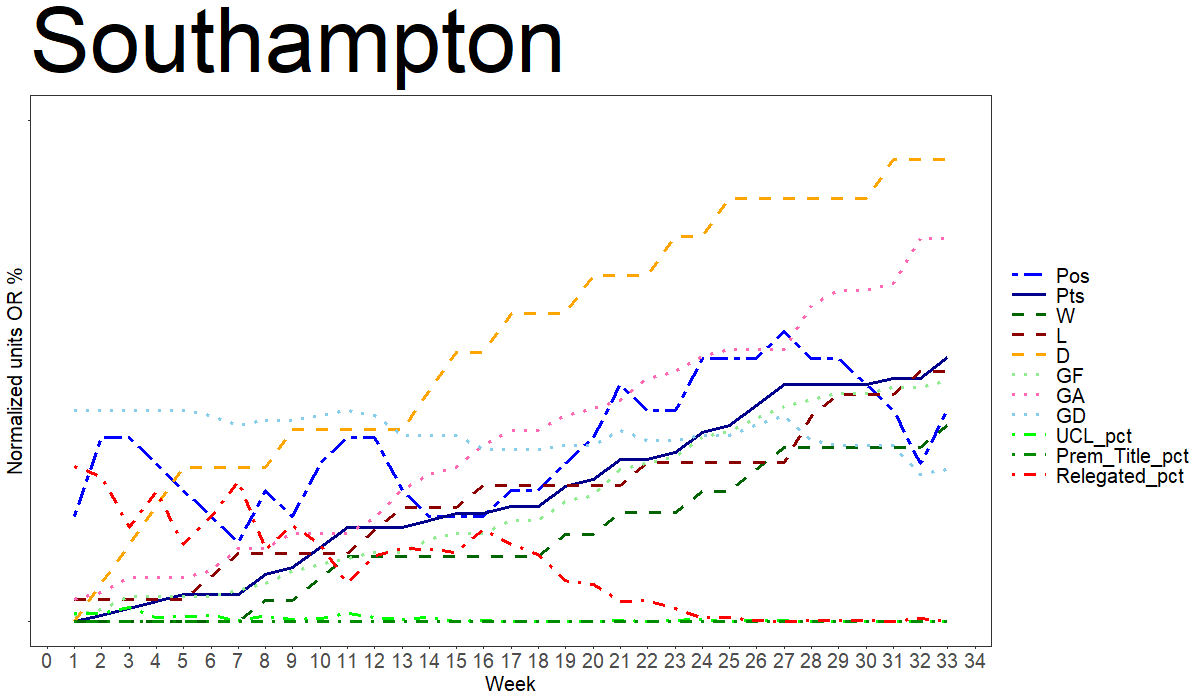 Southampton
Normalized units OR %
Pos
Pts
W
L
D
GF
GA
GD
UCL_pct
Prem_Title_pct
Relegated_pct
0 1 2 3 4 5 6 7 8 9 10 11 12 13 14 15 16 17 18 19 20 21 22 23 24 25 26 27 28 29 30 31 32 33 34
Week